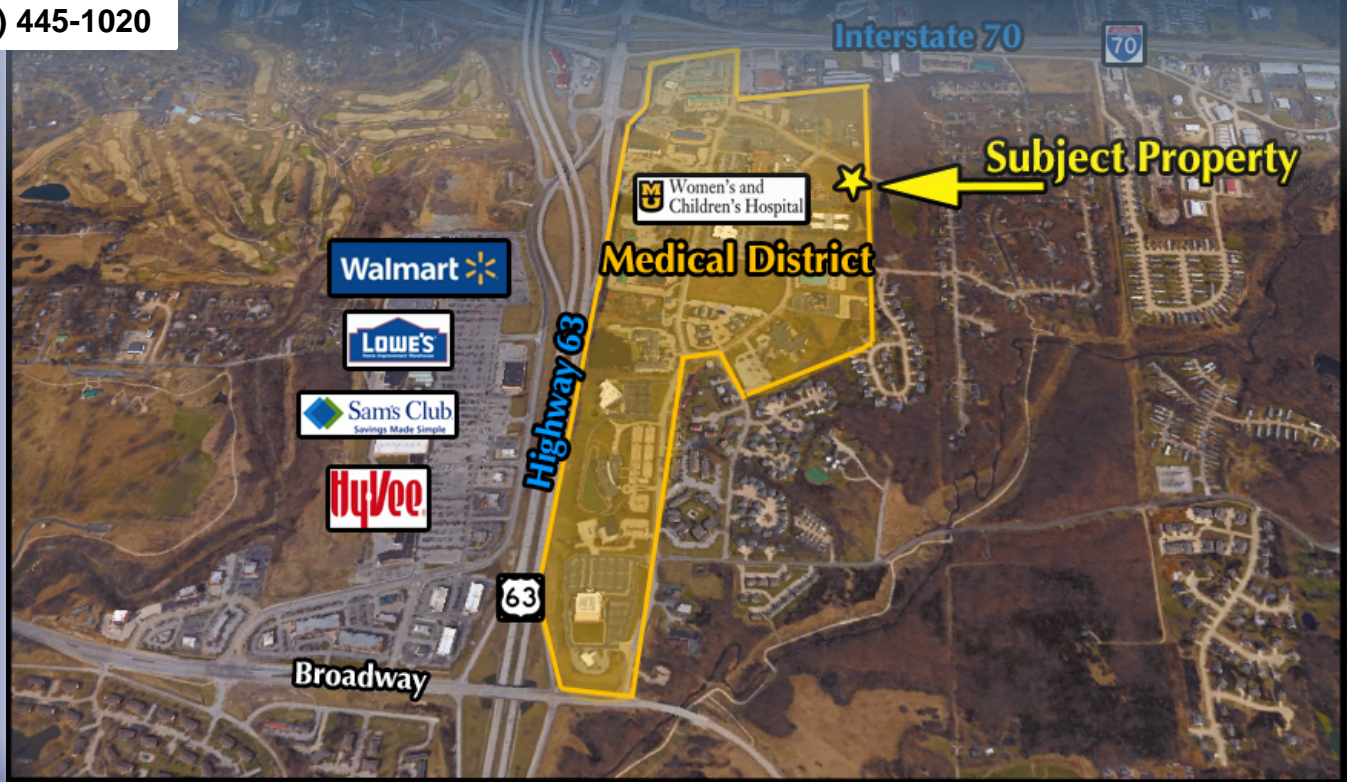 ) 445-1020
Interstate 70
70
Subject Property
MU
Women's and
Children's Hospital
Medical District
Walmart
LOWE'S
Home Improvement Warehouse
Sam's Club
Savings Made Simple
HyVee
Highway 63
63
Broadway